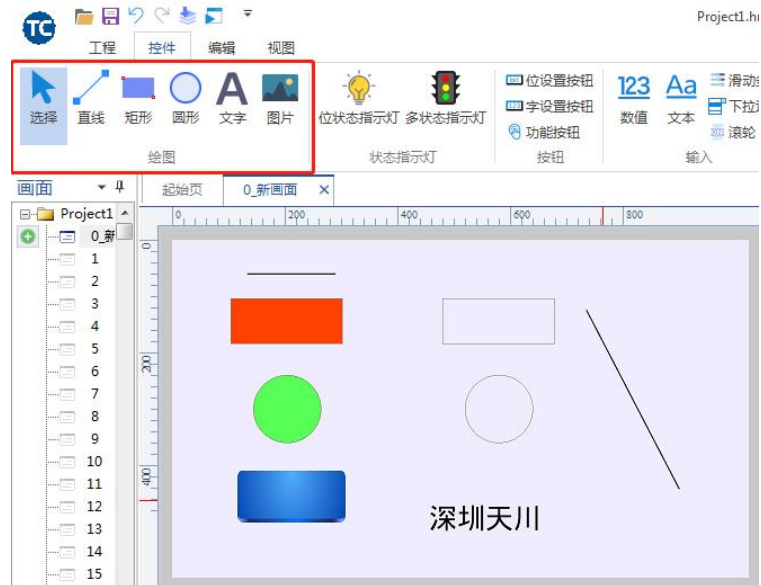 TC
Project1.h
工程 控件 编辑 视图
选择 直线 矩形 圆形 文字 图片 位状态指示灯 多状态指示灯 位设置按钮 字设置按钮 功能按钮 123 数值 Aa 文本 滑动 下拉 滚轮
绘图 状态指示灯 按钮 输入
画面 起始页 0_新画面
Project1
0 200 400 600 800
0_新
1
2
3
4
5
6
7
8
9
10
11
12
13
14
15
0
200
400
深圳天川